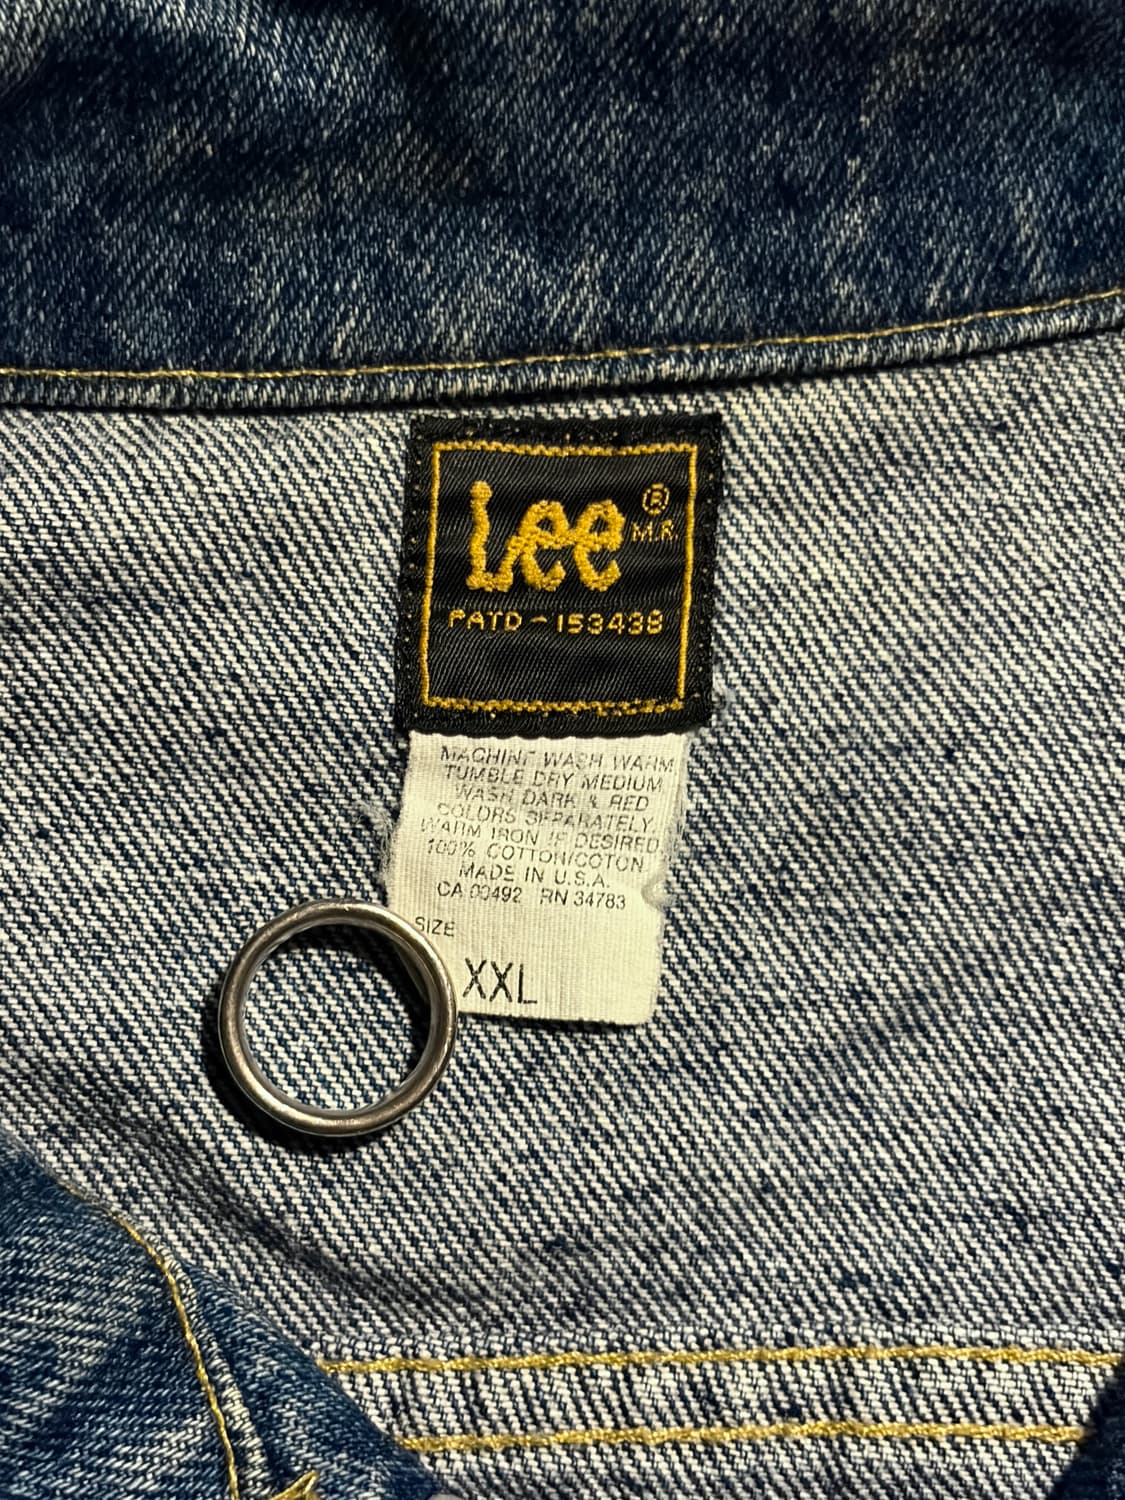 Lee ®
M.R.
PATD-153438
MACHINE WASH WARM
TUMBLE DRY MEDIUM
WASH DARK & RED
COLORS SEPARATELY.
WARM IRON IF DESIRED
100% COTTON/COTON
MADE IN U.S.A.
CA 00492 RN 34783
SIZE
XXL